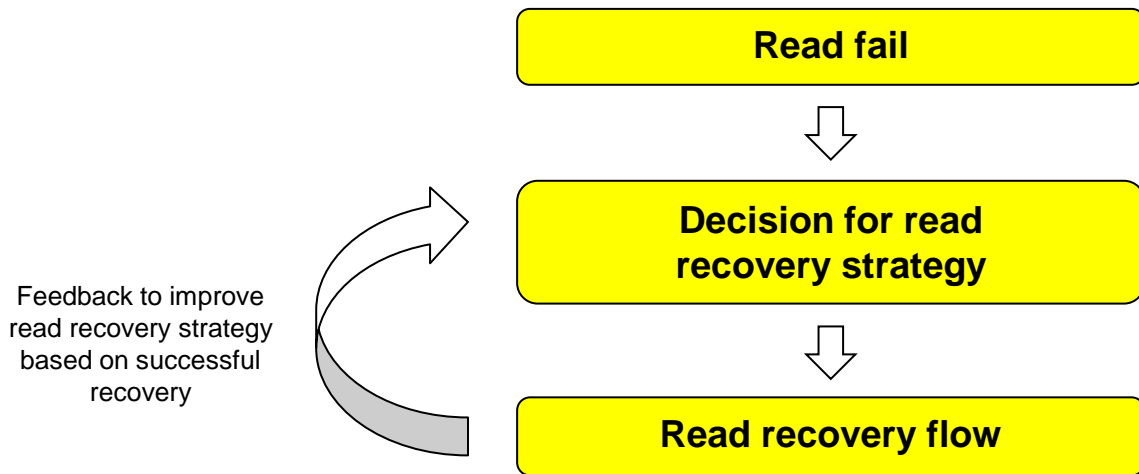 Read fail
Decision for read
recovery strategy
Feedback to improve
read recovery strategy
based on successful
recovery
Read recovery flow